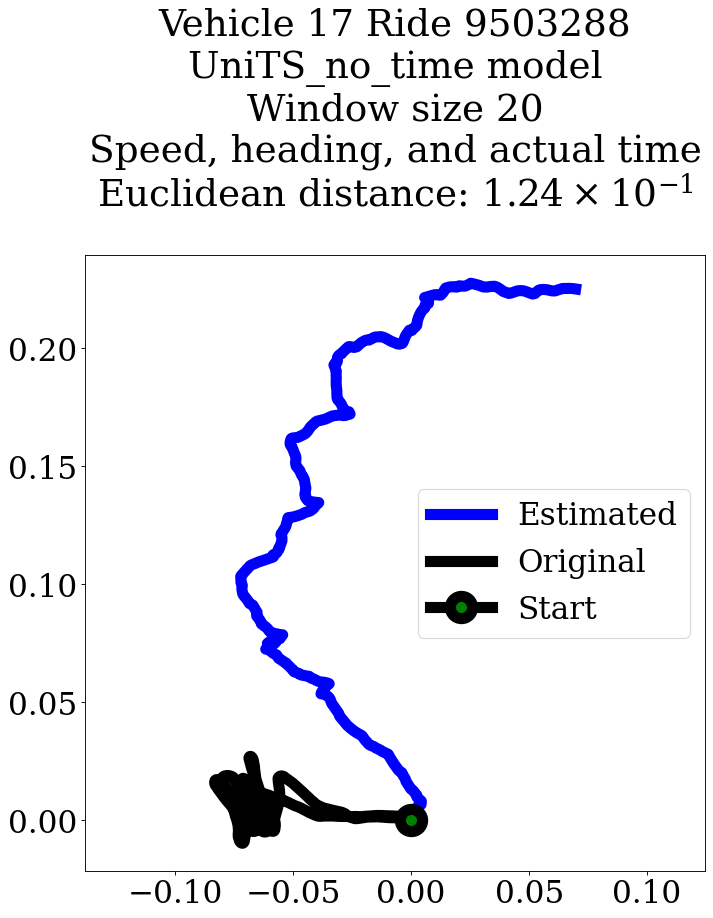 Vehicle 17 Ride 9503288
UniTS_no_time model
Window size 20
Speed, heading, and actual time
Euclidean distance: 1.24 × 10⁻¹
0.20
0.15
0.10
0.05
0.00
Estimated
Original
Start
−0.10 −0.05 0.00 0.05 0.10